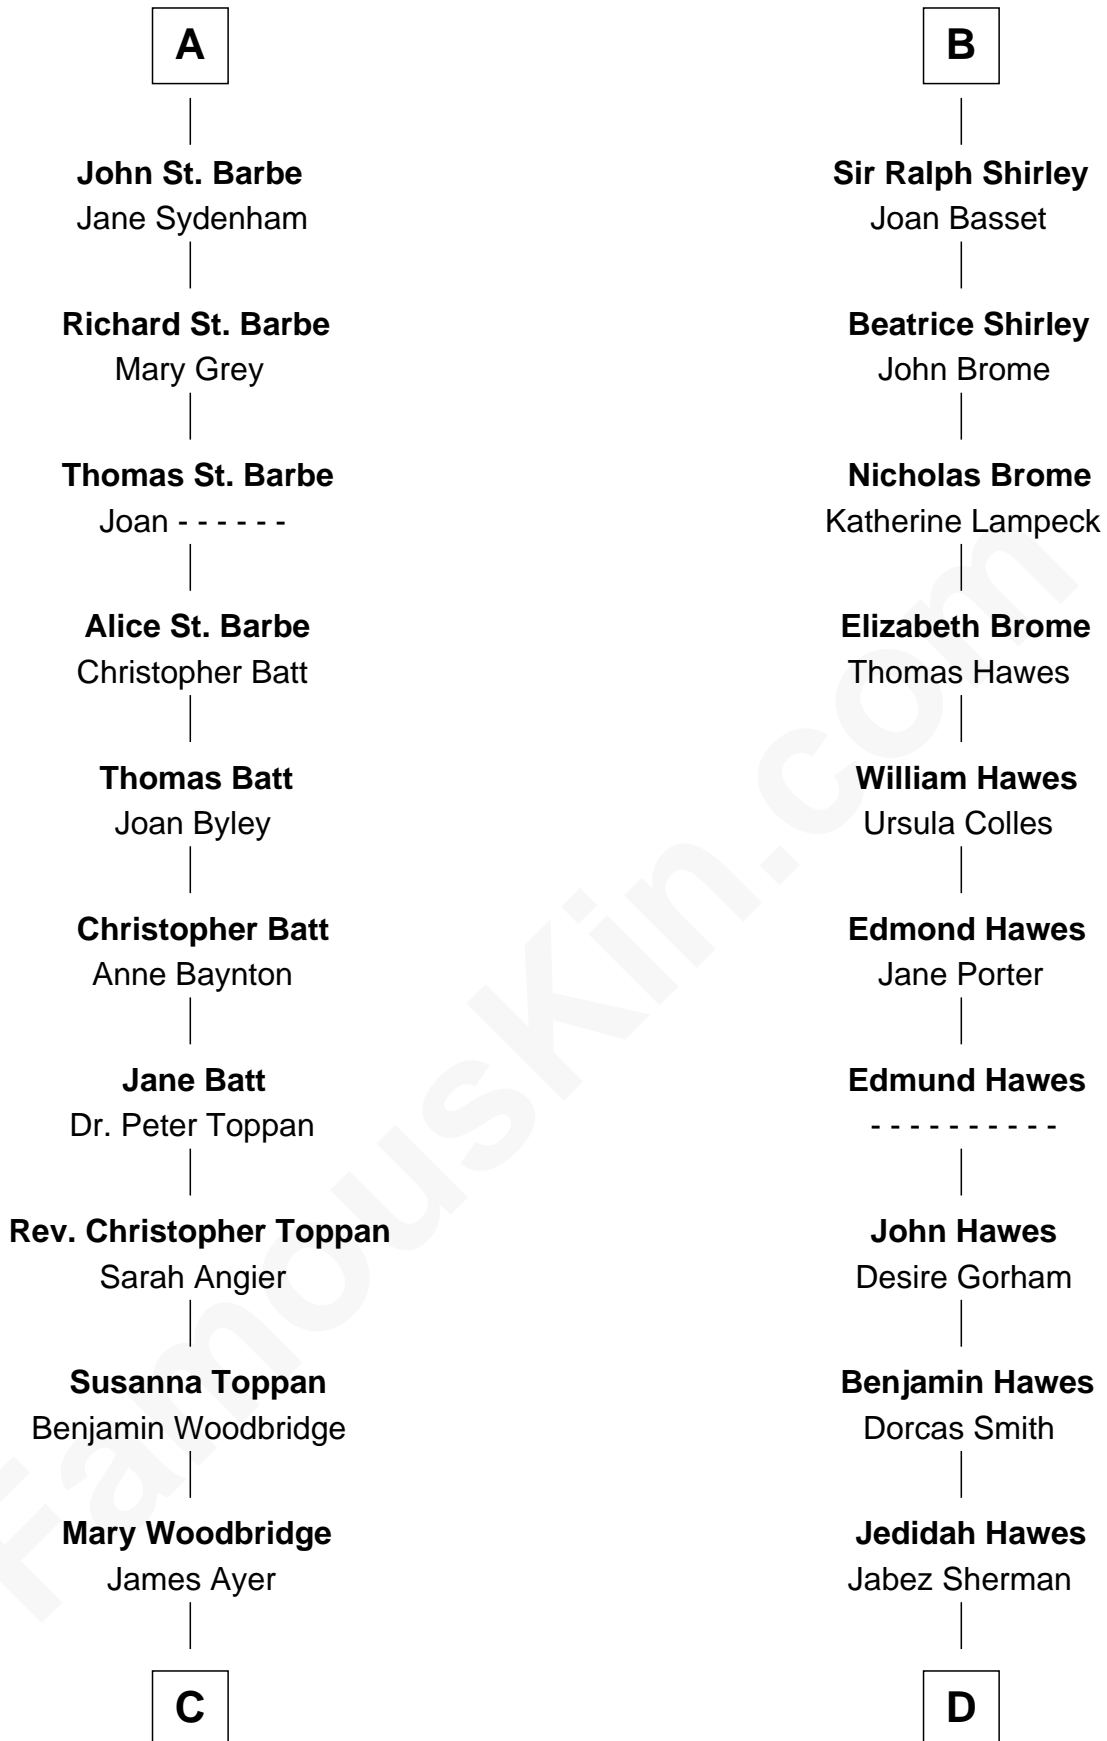 A
John St. Barbe
Jane Sydenham
Richard St. Barbe
Mary Grey
Thomas St. Barbe
Joan - - - - - -
Alice St. Barbe
Christopher Batt
Thomas Batt
Joan Byley
Christopher Batt
Anne Baynton
Jane Batt
Dr. Peter Toppan
Rev. Christopher Toppan
Sarah Angier
Susanna Toppan
Benjamin Woodbridge
Mary Woodbridge
James Ayer
C
B
Sir Ralph Shirley
Joan Basset
Beatrice Shirley
John Brome
Nicholas Brome
Katherine Lampeck
Elizabeth Brome
Thomas Hawes
William Hawes
Ursula Colles
Edmond Hawes
Jane Porter
Edmund Hawes
- - - - - - - - - -
John Hawes
Desire Gorham
Benjamin Hawes
Dorcas Smith
Jedidah Hawes
Jabez Sherman
D
FamousKin.com